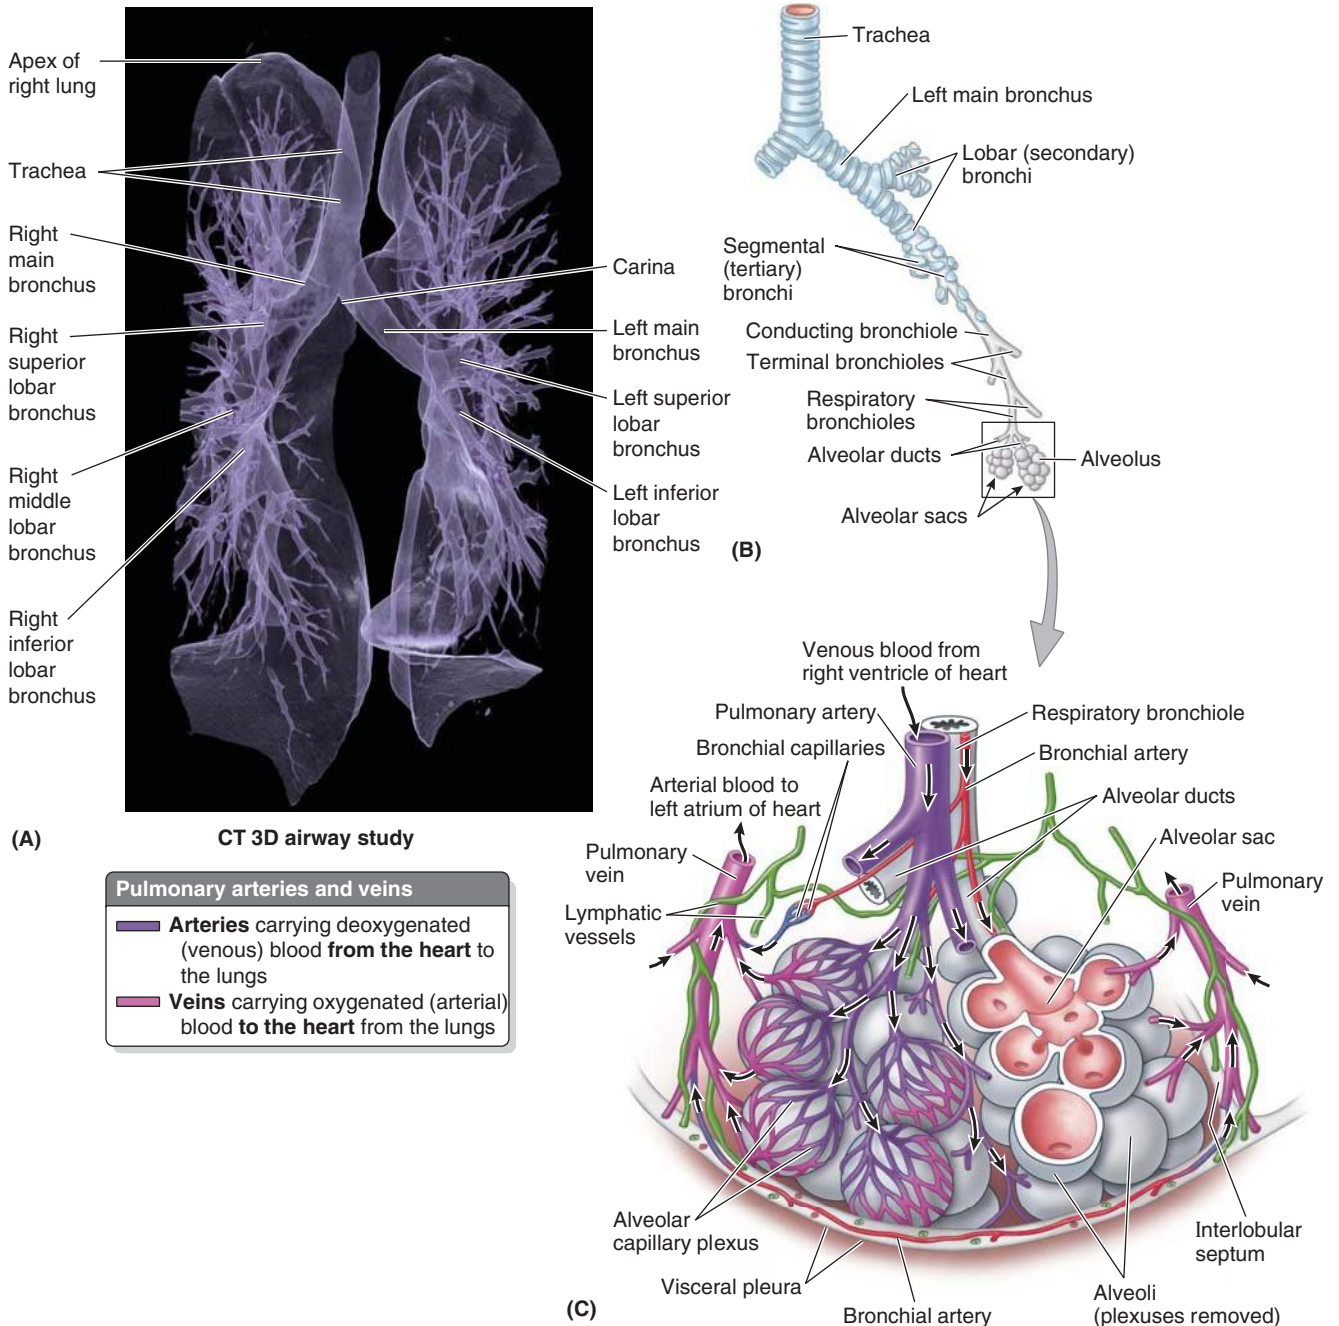 Apex of
right lung
Trachea
Right
main
bronchus
Right
superior
lobar
bronchus
Right
middle
lobar
bronchus
Right
inferior
lobar
bronchus
Carina
Left main
bronchus
Left superior
lobar
bronchus
Left inferior
lobar
bronchus
(A)
CT 3D airway study
Pulmonary arteries and veins
Arteries carrying deoxygenated
(venous) blood from the heart to
the lungs
Veins carrying oxygenated (arterial)
blood to the heart from the lungs
Trachea
Left main bronchus
Lobar (secondary)
bronchi
Segmental
(tertiary)
bronchi
Conducting bronchiole
Terminal bronchioles
Respiratory
bronchioles
Alveolar ducts
Alveolus
Alveolar sacs
(B)
Venous blood from
right ventricle of heart
Pulmonary artery
Respiratory bronchiole
Bronchial capillaries
Bronchial artery
Arterial blood to
left atrium of heart
Alveolar ducts
Alveolar sac
Pulmonary
vein
Pulmonary
vein
Lymphatic
vessels
Alveolar
capillary plexus
Interlobular
septum
Visceral pleura
Alveoli
(plexuses removed)
Bronchial artery
(C)